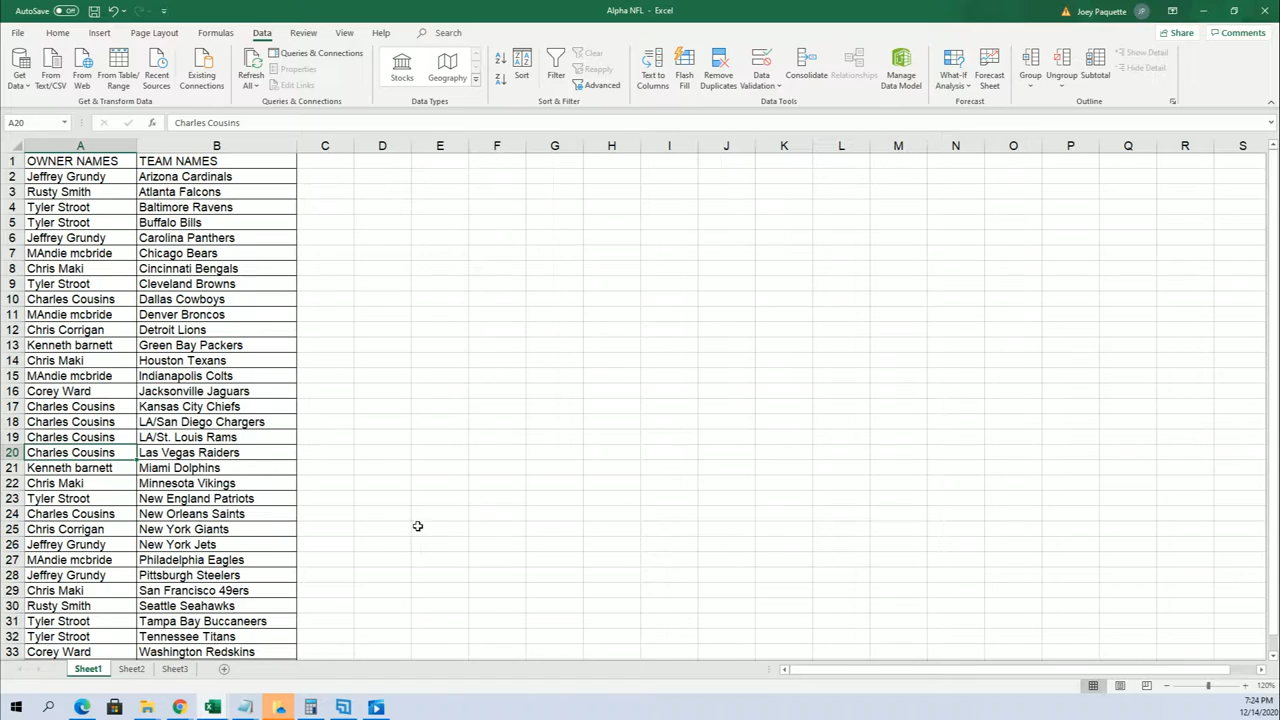 AutoSave Off
Alpha NFL - Excel
Joey Paquette JP
File Home Insert Page Layout Formulas Data Review View Help Search
Share Comments
Get Data
From Text/CSV
From Web
From Table/Range
Recent Sources
Existing Connections
Get & Transform Data
Refresh All
Queries & Connections
Properties
Edit Links
Queries & Connections
Stocks
Geography
Data Types
Sort
Filter
Clear
Reapply
Advanced
Sort & Filter
Text to Columns
Flash Fill
Remove Duplicates
Data Validation
Consolidate
Relationships
Manage Data Model
Data Tools
What-If Analysis
Forecast Sheet
Forecast
Group
Ungroup
Subtotal
Show Detail
Hide Detail
Outline
A20 fx Charles Cousins
A B C D E F G H I J K L M N O P Q R S
1 OWNER NAMES TEAM NAMES
2 Jeffrey Grundy Arizona Cardinals
3 Rusty Smith Atlanta Falcons
4 Tyler Stroot Baltimore Ravens
5 Tyler Stroot Buffalo Bills
6 Jeffrey Grundy Carolina Panthers
7 MAndie mcbride Chicago Bears
8 Chris Maki Cincinnati Bengals
9 Tyler Stroot Cleveland Browns
10 Charles Cousins Dallas Cowboys
11 MAndie mcbride Denver Broncos
12 Chris Corrigan Detroit Lions
13 Kenneth barnett Green Bay Packers
14 Chris Maki Houston Texans
15 MAndie mcbride Indianapolis Colts
16 Corey Ward Jacksonville Jaguars
17 Charles Cousins Kansas City Chiefs
18 Charles Cousins LA/San Diego Chargers
19 Charles Cousins LA/St. Louis Rams
20 Charles Cousins Las Vegas Raiders
21 Kenneth barnett Miami Dolphins
22 Chris Maki Minnesota Vikings
23 Tyler Stroot New England Patriots
24 Charles Cousins New Orleans Saints
25 Chris Corrigan New York Giants
26 Jeffrey Grundy New York Jets
27 MAndie mcbride Philadelphia Eagles
28 Jeffrey Grundy Pittsburgh Steelers
29 Chris Maki San Francisco 49ers
30 Rusty Smith Seattle Seahawks
31 Tyler Stroot Tampa Bay Buccaneers
32 Tyler Stroot Tennessee Titans
33 Corey Ward Washington Redskins
Sheet1 Sheet2 Sheet3
120%
7:24 PM
12/14/2020